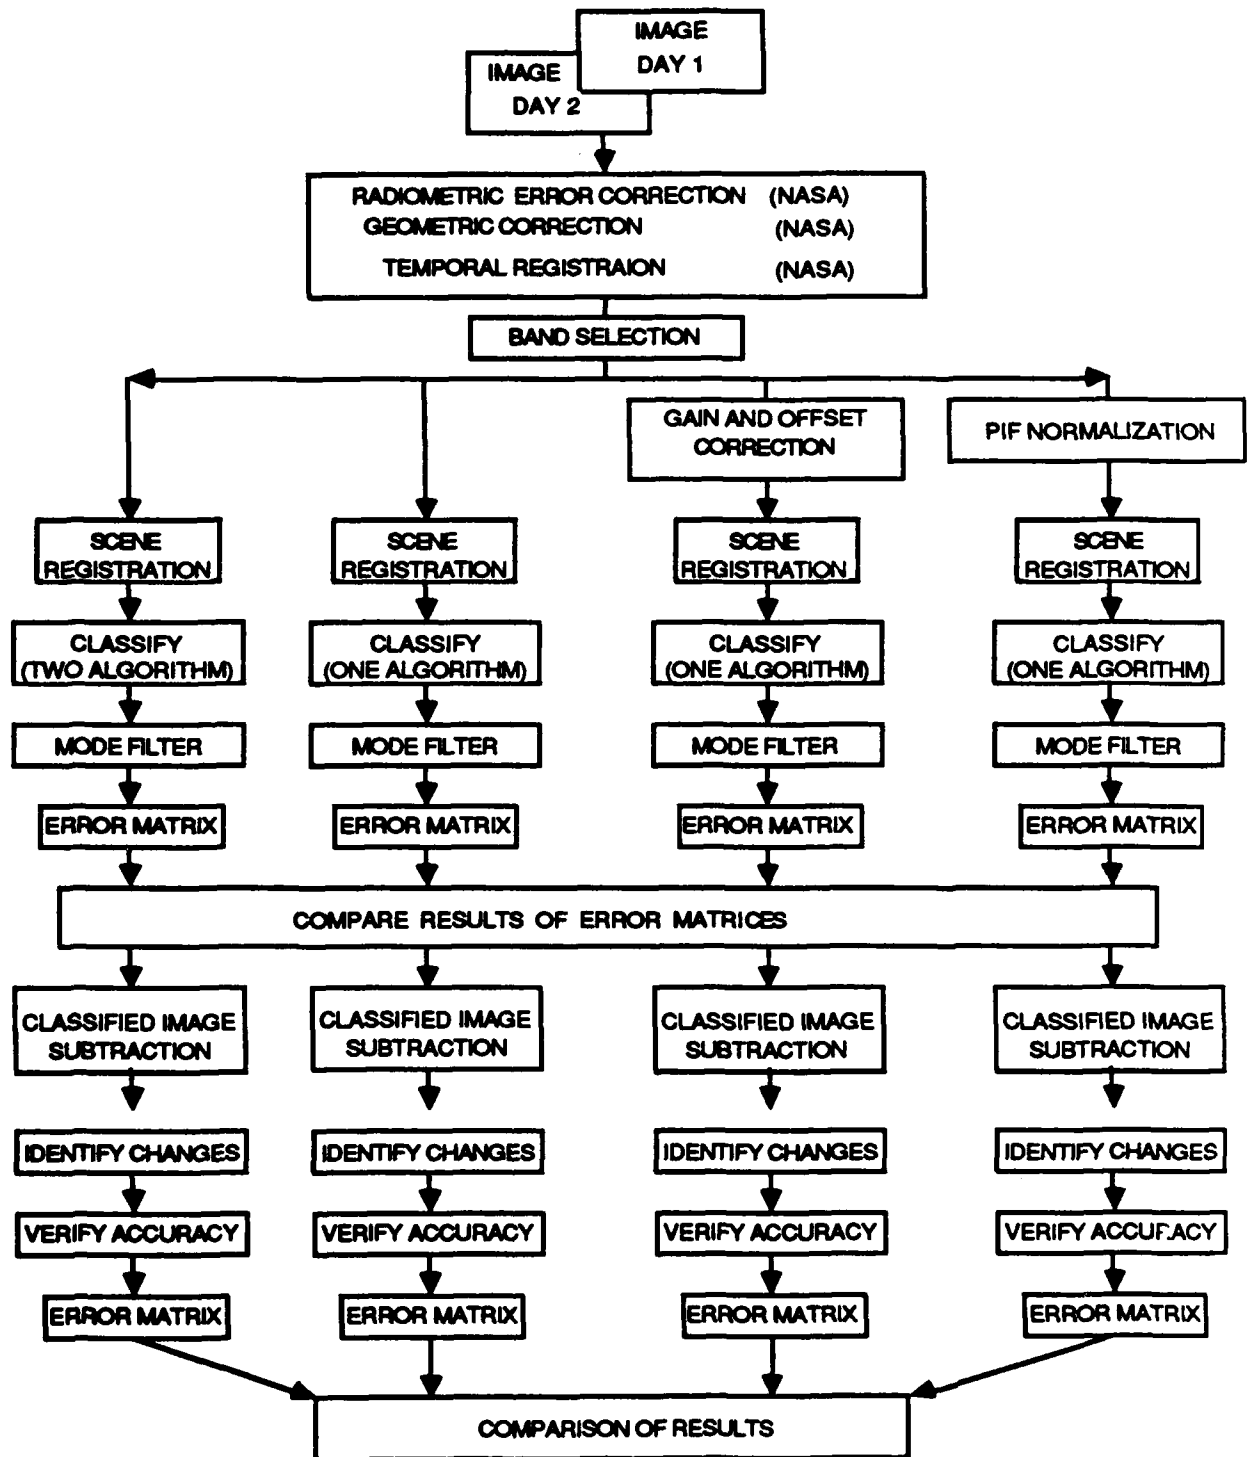 IMAGE
DAY 1
IMAGE
DAY 2
RADIOMETRIC ERROR CORRECTION (NASA)
GEOMETRIC CORRECTION (NASA)
TEMPORAL REGISTRAION (NASA)
BAND SELECTION
GAIN AND OFFSET
CORRECTION
PIF NORMALIZATION
SCENE
REGISTRATION
SCENE
REGISTRATION
SCENE
REGISTRATION
SCENE
REGISTRATION
CLASSIFY
(TWO ALGORITHM)
CLASSIFY
(ONE ALGORITHM)
CLASSIFY
(ONE ALGORITHM)
CLASSIFY
(ONE ALGORITHM)
MODE FILTER
MODE FILTER
MODE FILTER
MODE FILTER
ERROR MATRIX
ERROR MATRIX
ERROR MATRIX
ERROR MATRIX
COMPARE RESULTS OF ERROR MATRICES
CLASSIFIED IMAGE
SUBTRACTION
CLASSIFIED IMAGE
SUBTRACTION
CLASSIFIED IMAGE
SUBTRACTION
CLASSIFIED IMAGE
SUBTRACTION
IDENTIFY CHANGES
IDENTIFY CHANGES
IDENTIFY CHANGES
IDENTIFY CHANGES
VERIFY ACCURACY
VERIFY ACCURACY
VERIFY ACCURACY
VERIFY ACCURACY
ERROR MATRIX
ERROR MATRIX
ERROR MATRIX
ERROR MATRIX
COMPARISON OF RESULTS